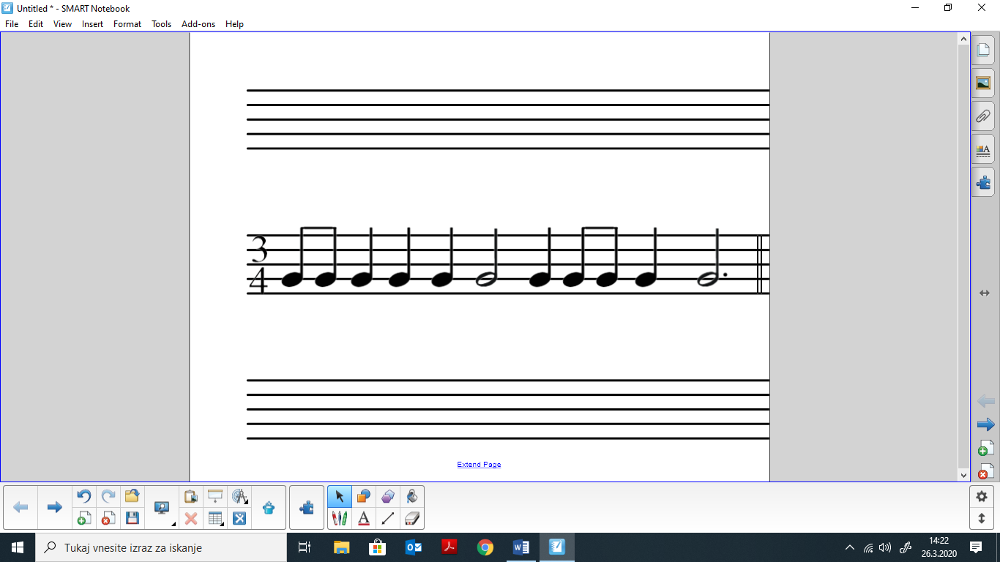 Untitled * - SMART Notebook
File Edit View Insert Format Tools Add-ons Help
3
4
Extend Page
Tukaj vnesite izraz za iskanje
14:22
26.3.2020